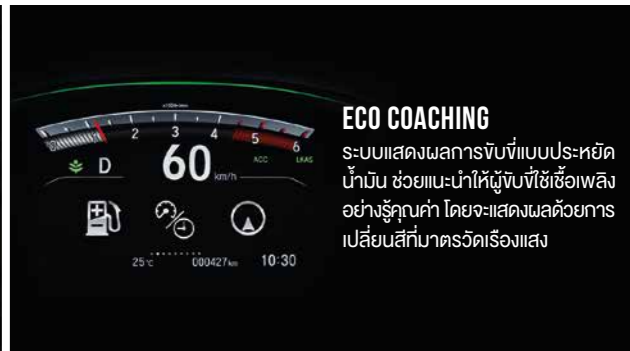 2 3 4 5 6
D 60 km/h ACC LKAS
25°c 000427 km 10:30
ECO COACHING
ระบบแสดงผลการขับขี่แบบประหยัด
น้ำมัน ช่วยแนะนำให้ผู้ขับขี่ใช้เชื้อเพลิง
อย่างรู้คุณค่า โดยจะแสดงผลด้วยการ
เปลี่ยนสีที่มาตรวัดเรืองแสง